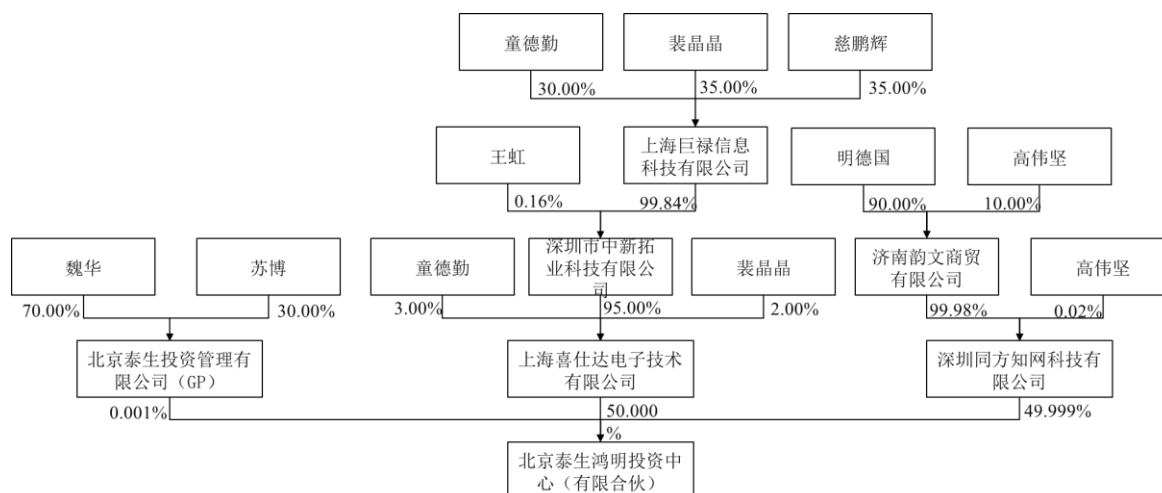 童德勤
裴晶晶
慈鹏辉
30.00%
35.00%
35.00%
王虹
上海巨禄信息
科技有限公司
明德国
高伟坚
0.16%
99.84%
90.00%
10.00%
魏华
苏博
童德勤
深圳市中新拓
业科技有限公
司
裴晶晶
济南韵文商贸
有限公司
高伟坚
70.00%
30.00%
3.00%
95.00%
2.00%
99.98%
0.02%
北京泰生投资管理有
限公司（GP）
上海喜仕达电子技术
有限公司
深圳同方知网科技有
限公司
0.001%
50.000
%
49.999%
北京泰生鸿明投资中
心（有限合伙）